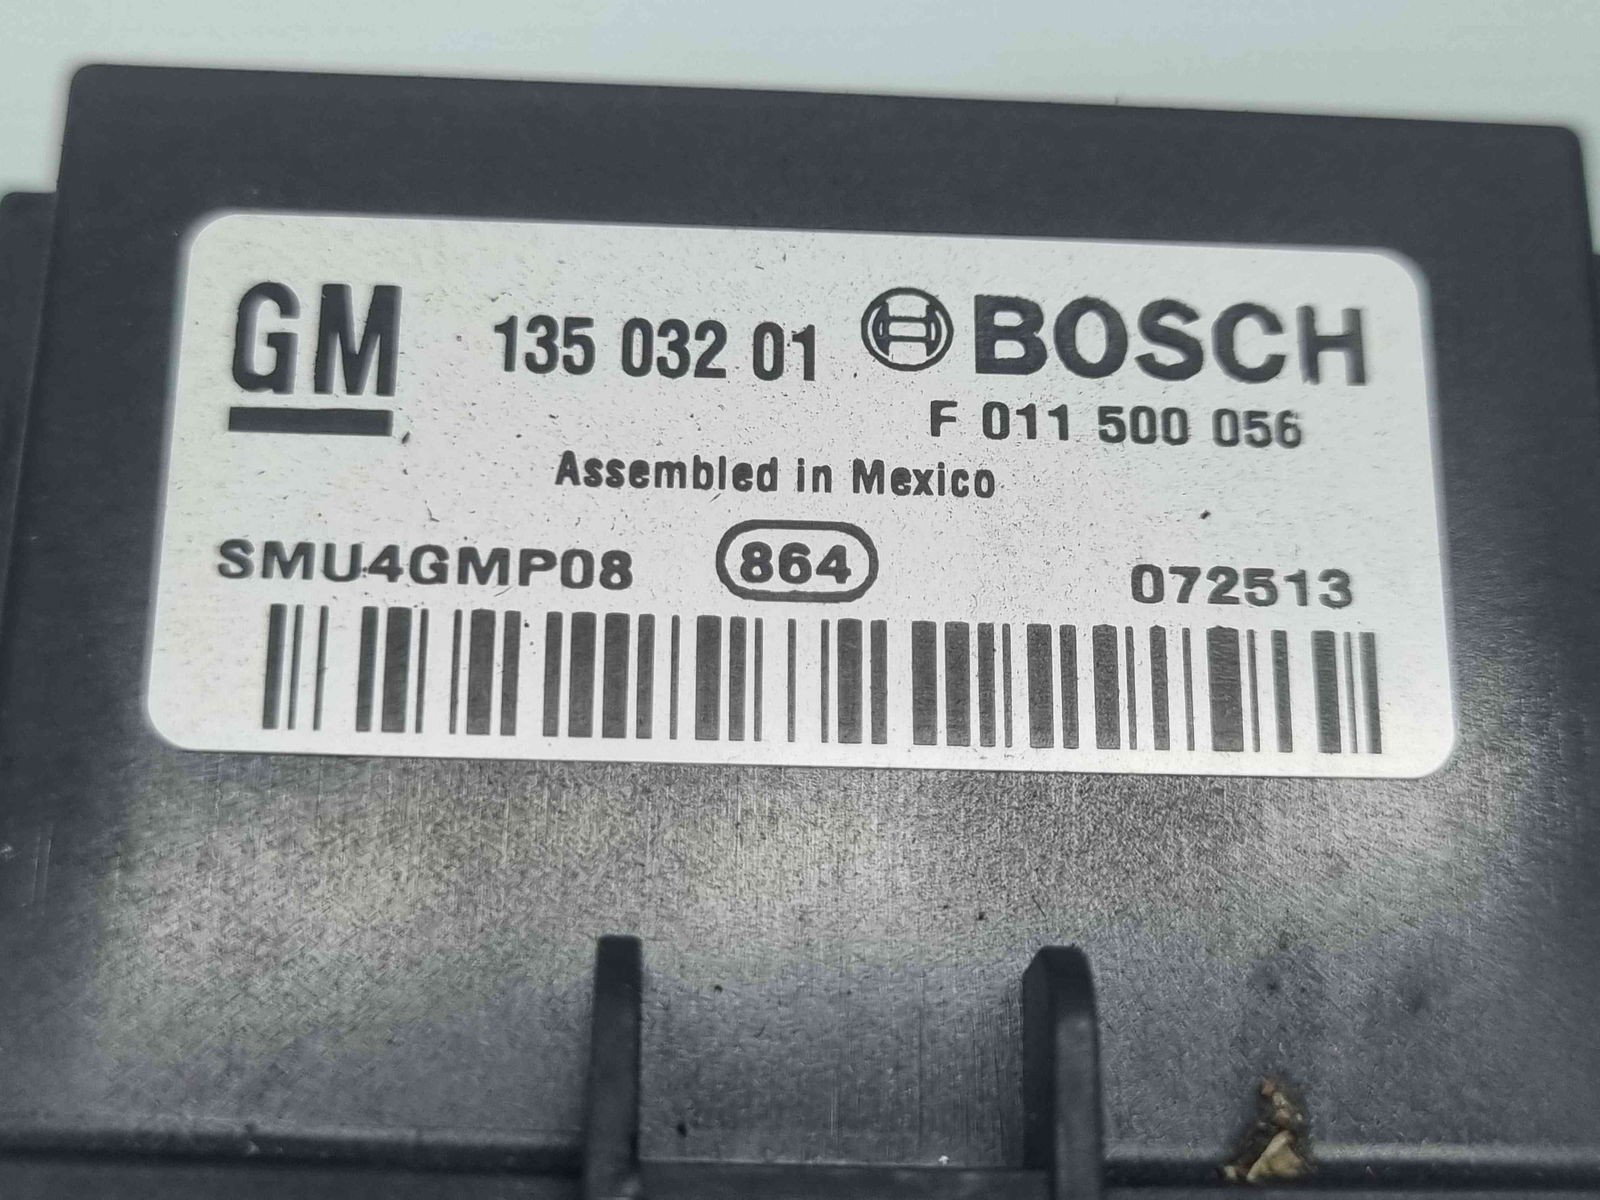 GM 135 032 01 BOSCH
F 011 500 056
Assembled in Mexico
SMU4GMP08 864 072513